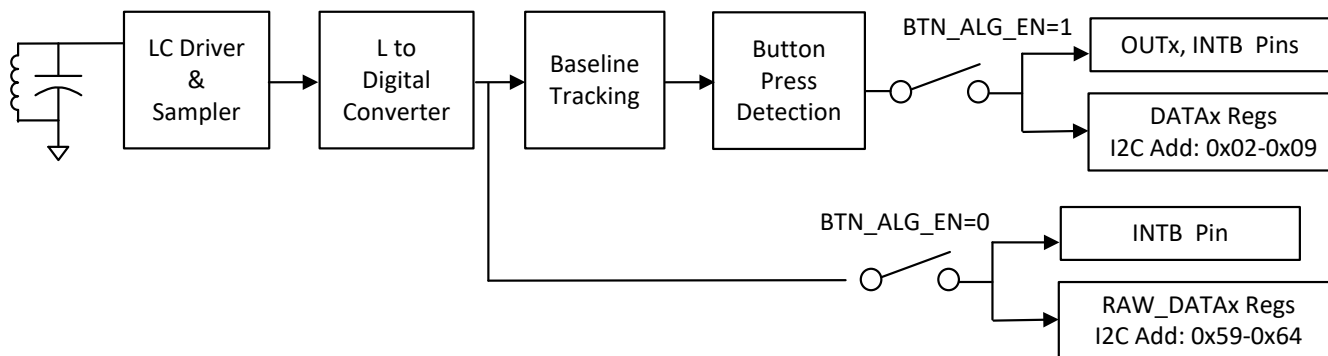 LC Driver
&
Sampler
L to
Digital
Converter
Baseline
Tracking
Button
Press
Detection
BTN_ALG_EN=1
OUTx, INTB Pins
DATAx Regs
I2C Add: 0x02-0x09
BTN_ALG_EN=0
INTB Pin
RAW_DATAx Regs
I2C Add: 0x59-0x64